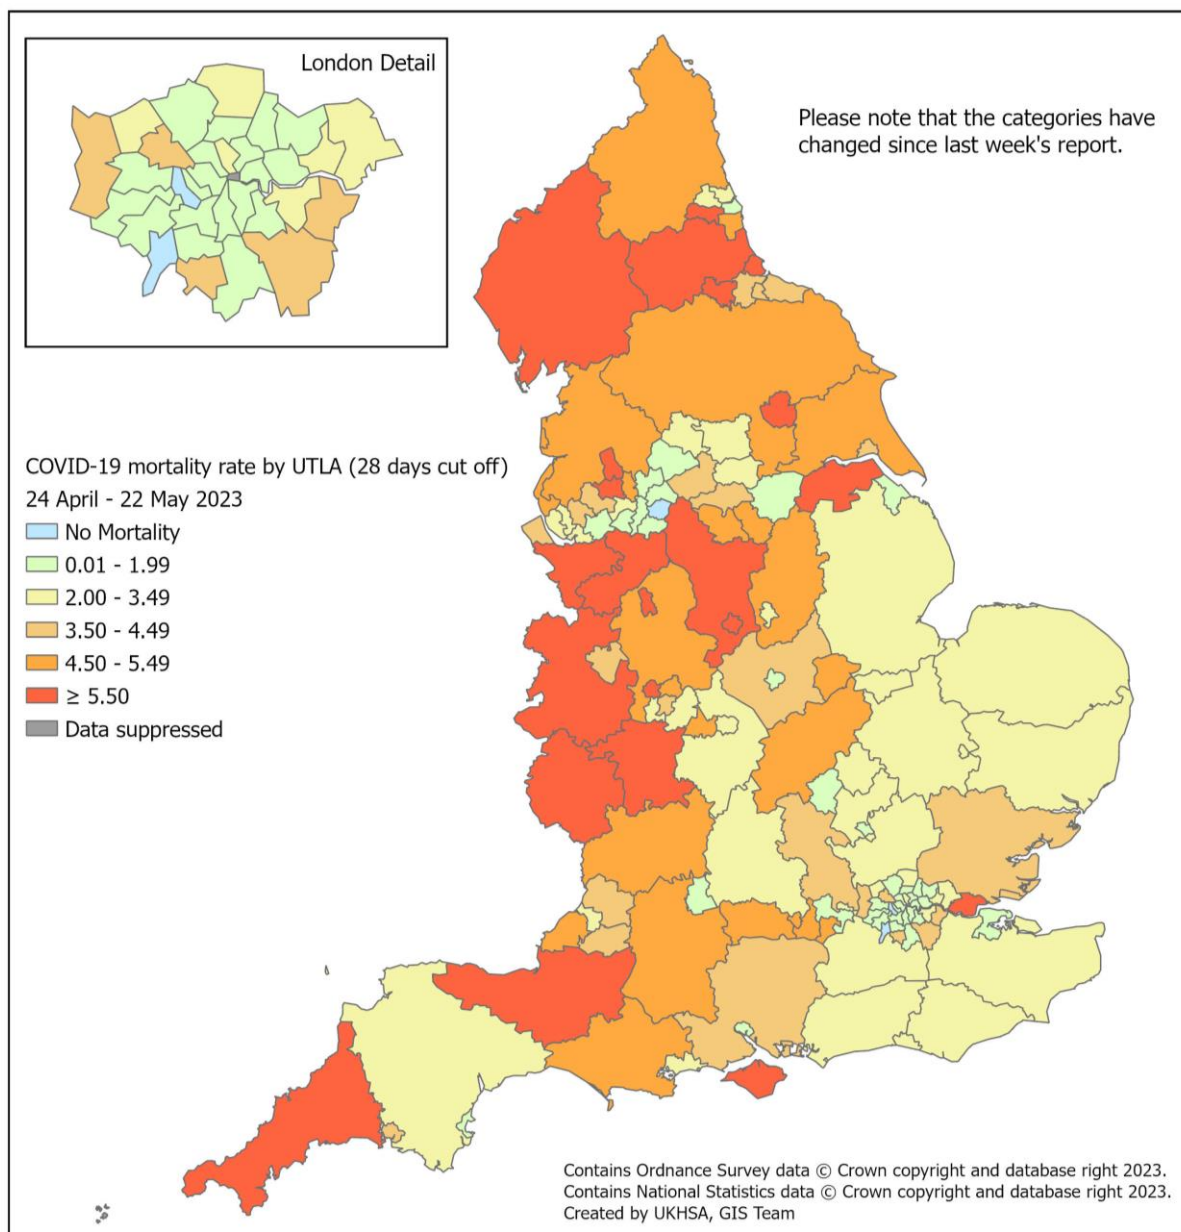 London Detail
Please note that the categories have
changed since last week's report.
COVID-19 mortality rate by UTLA (28 days cut off)
24 April - 22 May 2023
No Mortality
0.01 - 1.99
2.00 - 3.49
3.50 - 4.49
4.50 - 5.49
≥ 5.50
Data suppressed
Contains Ordnance Survey data © Crown copyright and database right 2023.
Contains National Statistics data © Crown copyright and database right 2023.
Created by UKHSA, GIS Team